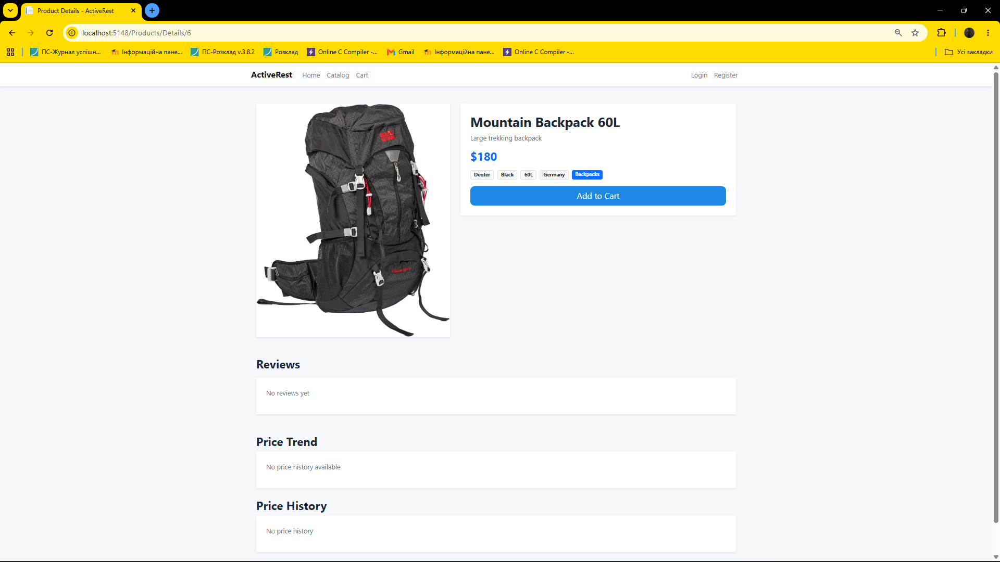 Product Details - ActiveRest
localhost:5148/Products/Details/6
ПС-Журнал успішн...
Інформаційна пане...
ПС-Розклад v.3.8.2
Розклад
Online C Compiler -...
Gmail
Інформаційна пане...
Online C Compiler -...
Усі закладки
ActiveRest
Home
Catalog
Cart
Login
Register
Mountain Backpack 60L
Large trekking backpack
$180
Deuter
Black
60L
Germany
Backpacks
Add to Cart
Reviews
No reviews yet
Price Trend
No price history available
Price History
No price history